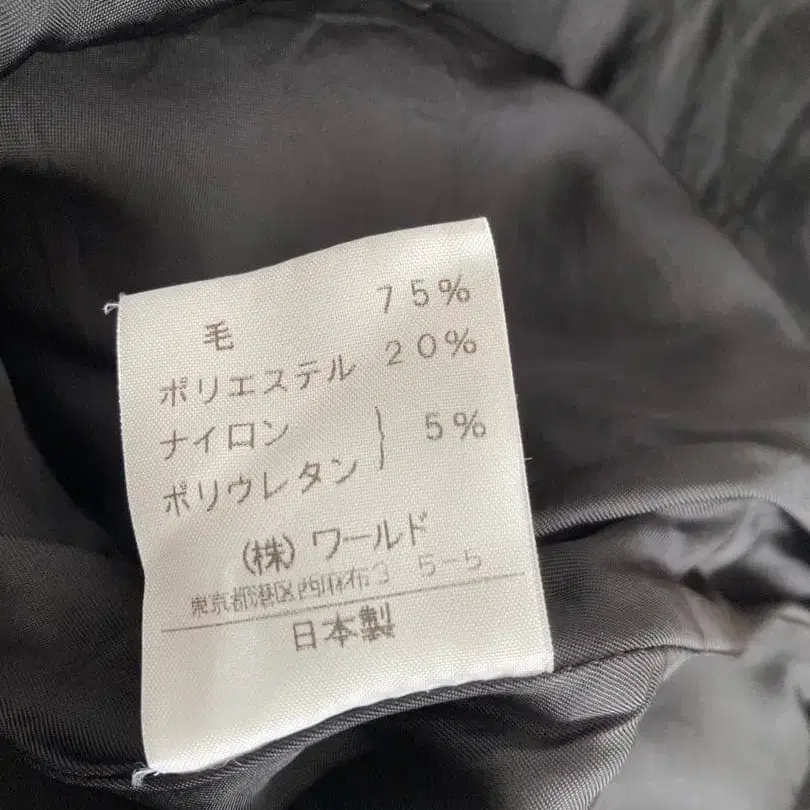 毛 75%
ポリエステル 20%
ナイロン
ポリウレタン } 5%
(株) ワールド
東京都港区西麻布3 5-5
日本製